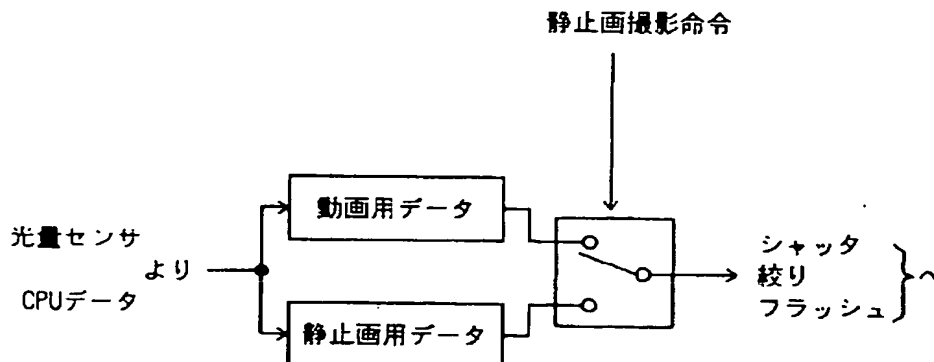 静止画撮影命令
動画用データ
光量センサ
より
CPUデータ
静止画用データ
シャッタ
絞り
フラッシュ
へ